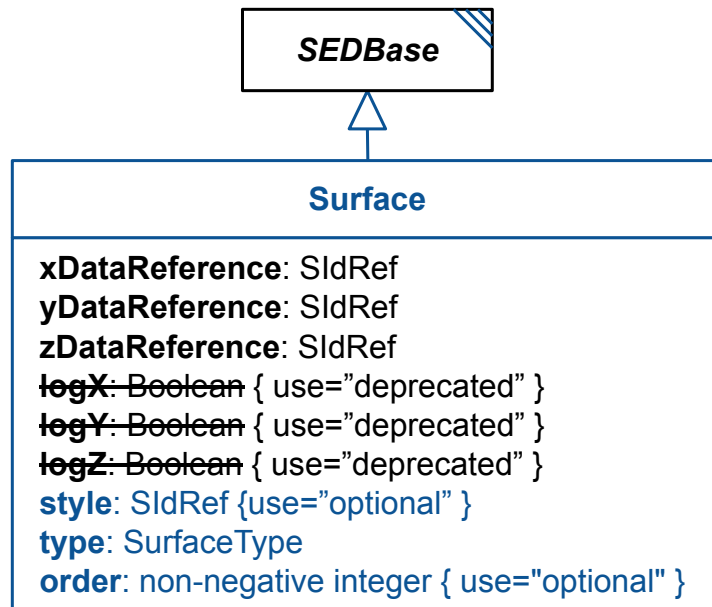 SEDBase
Surface
xDataReference: SIdRef
yDataReference: SIdRef
zDataReference: SIdRef
logX: Boolean { use=”deprecated” }
logY: Boolean { use=”deprecated” }
logZ: Boolean { use=”deprecated” }
style: SIdRef {use=”optional” }
type: SurfaceType
order: non-negative integer { use="optional" }